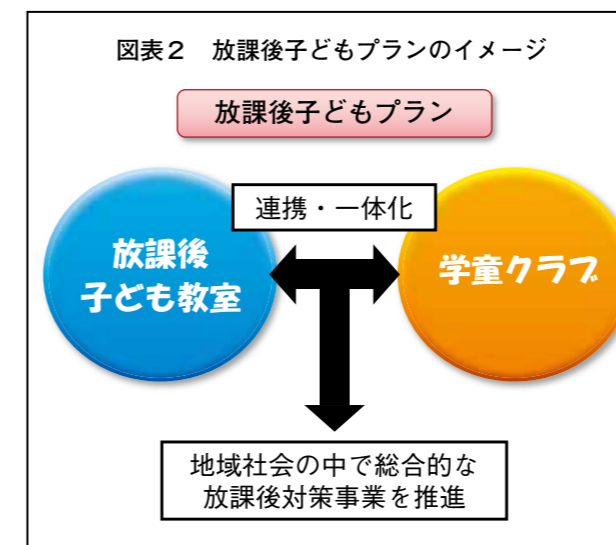 図表２　放課後子どもプランのイメージ
放課後子どもプラン
連携・一体化
放課後
子ども教室
学童クラブ
地域社会の中で総合的な
放課後対策事業を推進